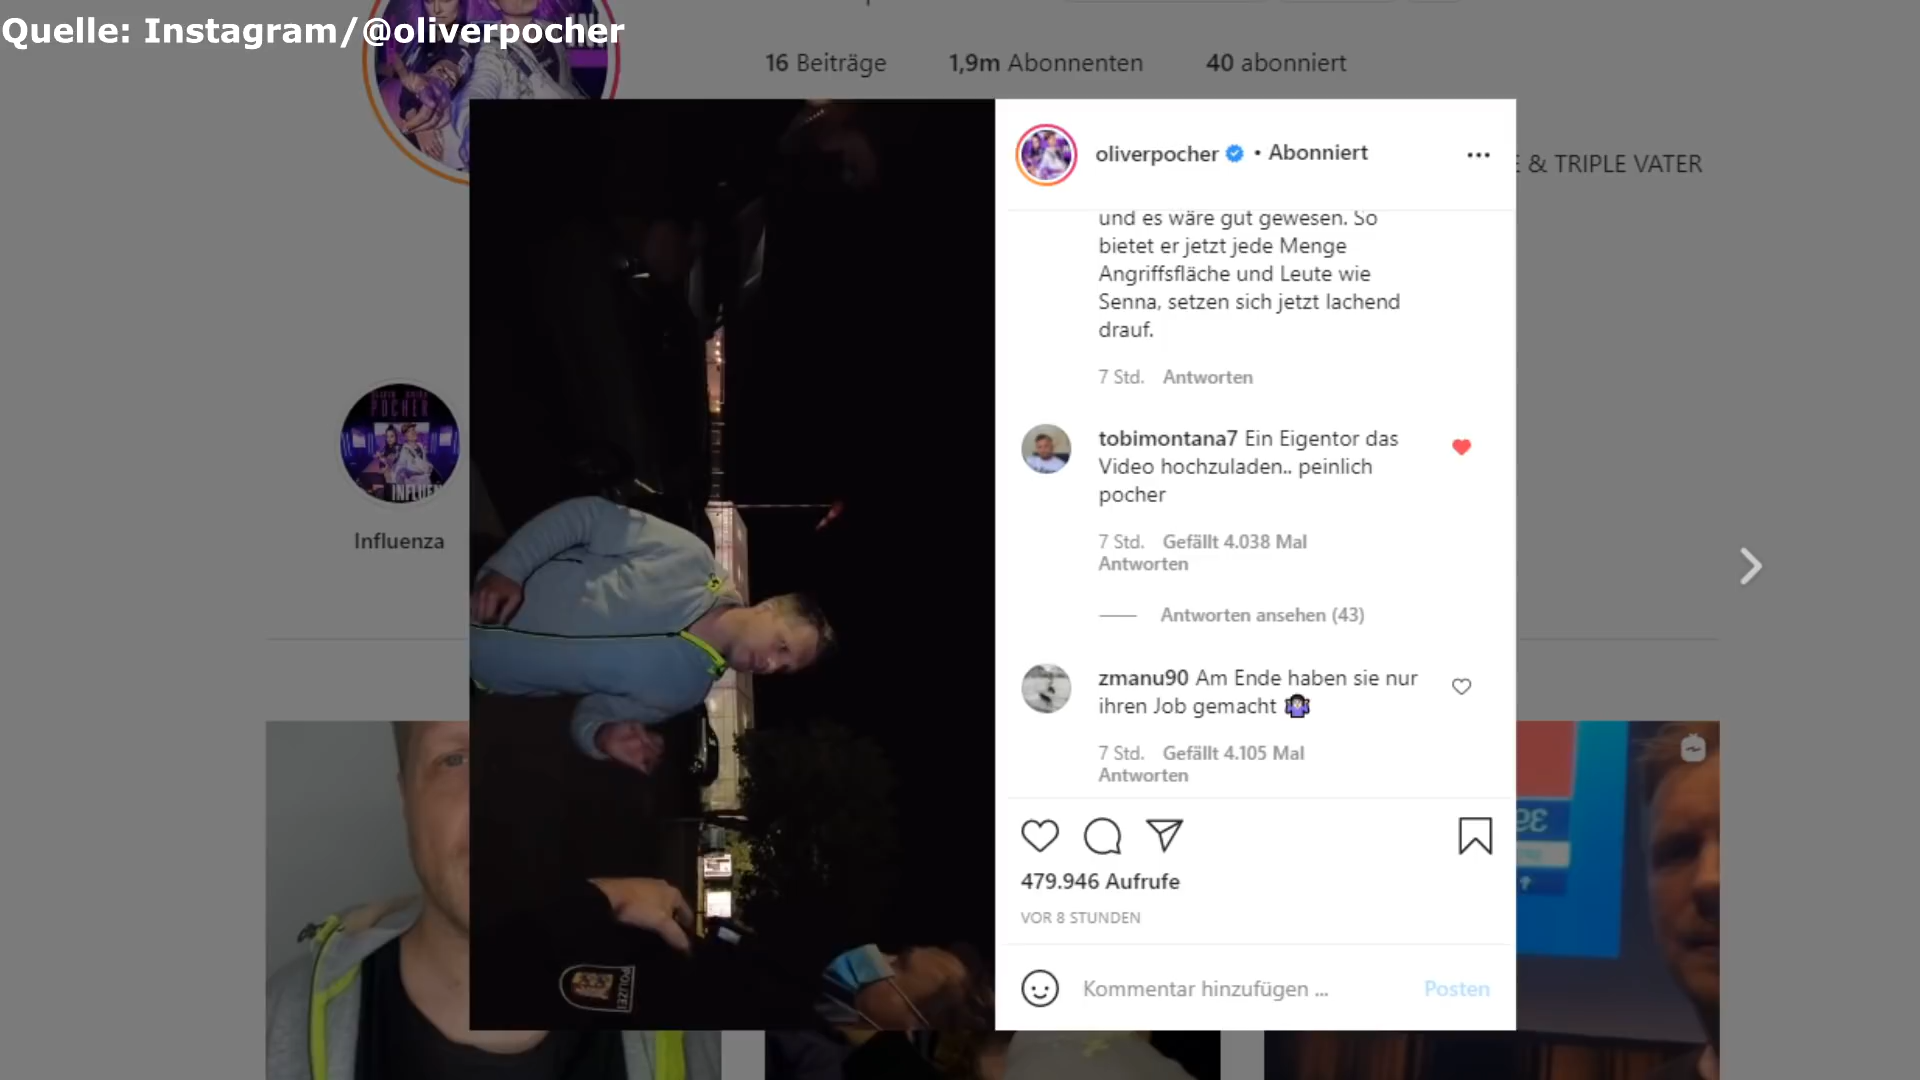 Quelle: Instagram/@oliverpocher
16 Beiträge 1,9m Abonnenten 40 abonniert
oliverpocher • Abonniert
& TRIPLE VATER
und es wäre gut gewesen. So
bietet er jetzt jede Menge
Angriffsfläche und Leute wie
Senna, setzen sich jetzt lachend
drauf.
7 Std. Antworten
POCHER
INFLUEN
Influenza
tobimontana7 Ein Eigentor das
Video hochzuladen.. peinlich
pocher
7 Std. Gefällt 4.038 Mal
Antworten
Antworten ansehen (43)
zmanu90 Am Ende haben sie nur
ihren Job gemacht 🤷🏻‍♀️
7 Std. Gefällt 4.105 Mal
Antworten
479.946 Aufrufe
VOR 8 STUNDEN
Kommentar hinzufügen ... Posten
POLIZEI